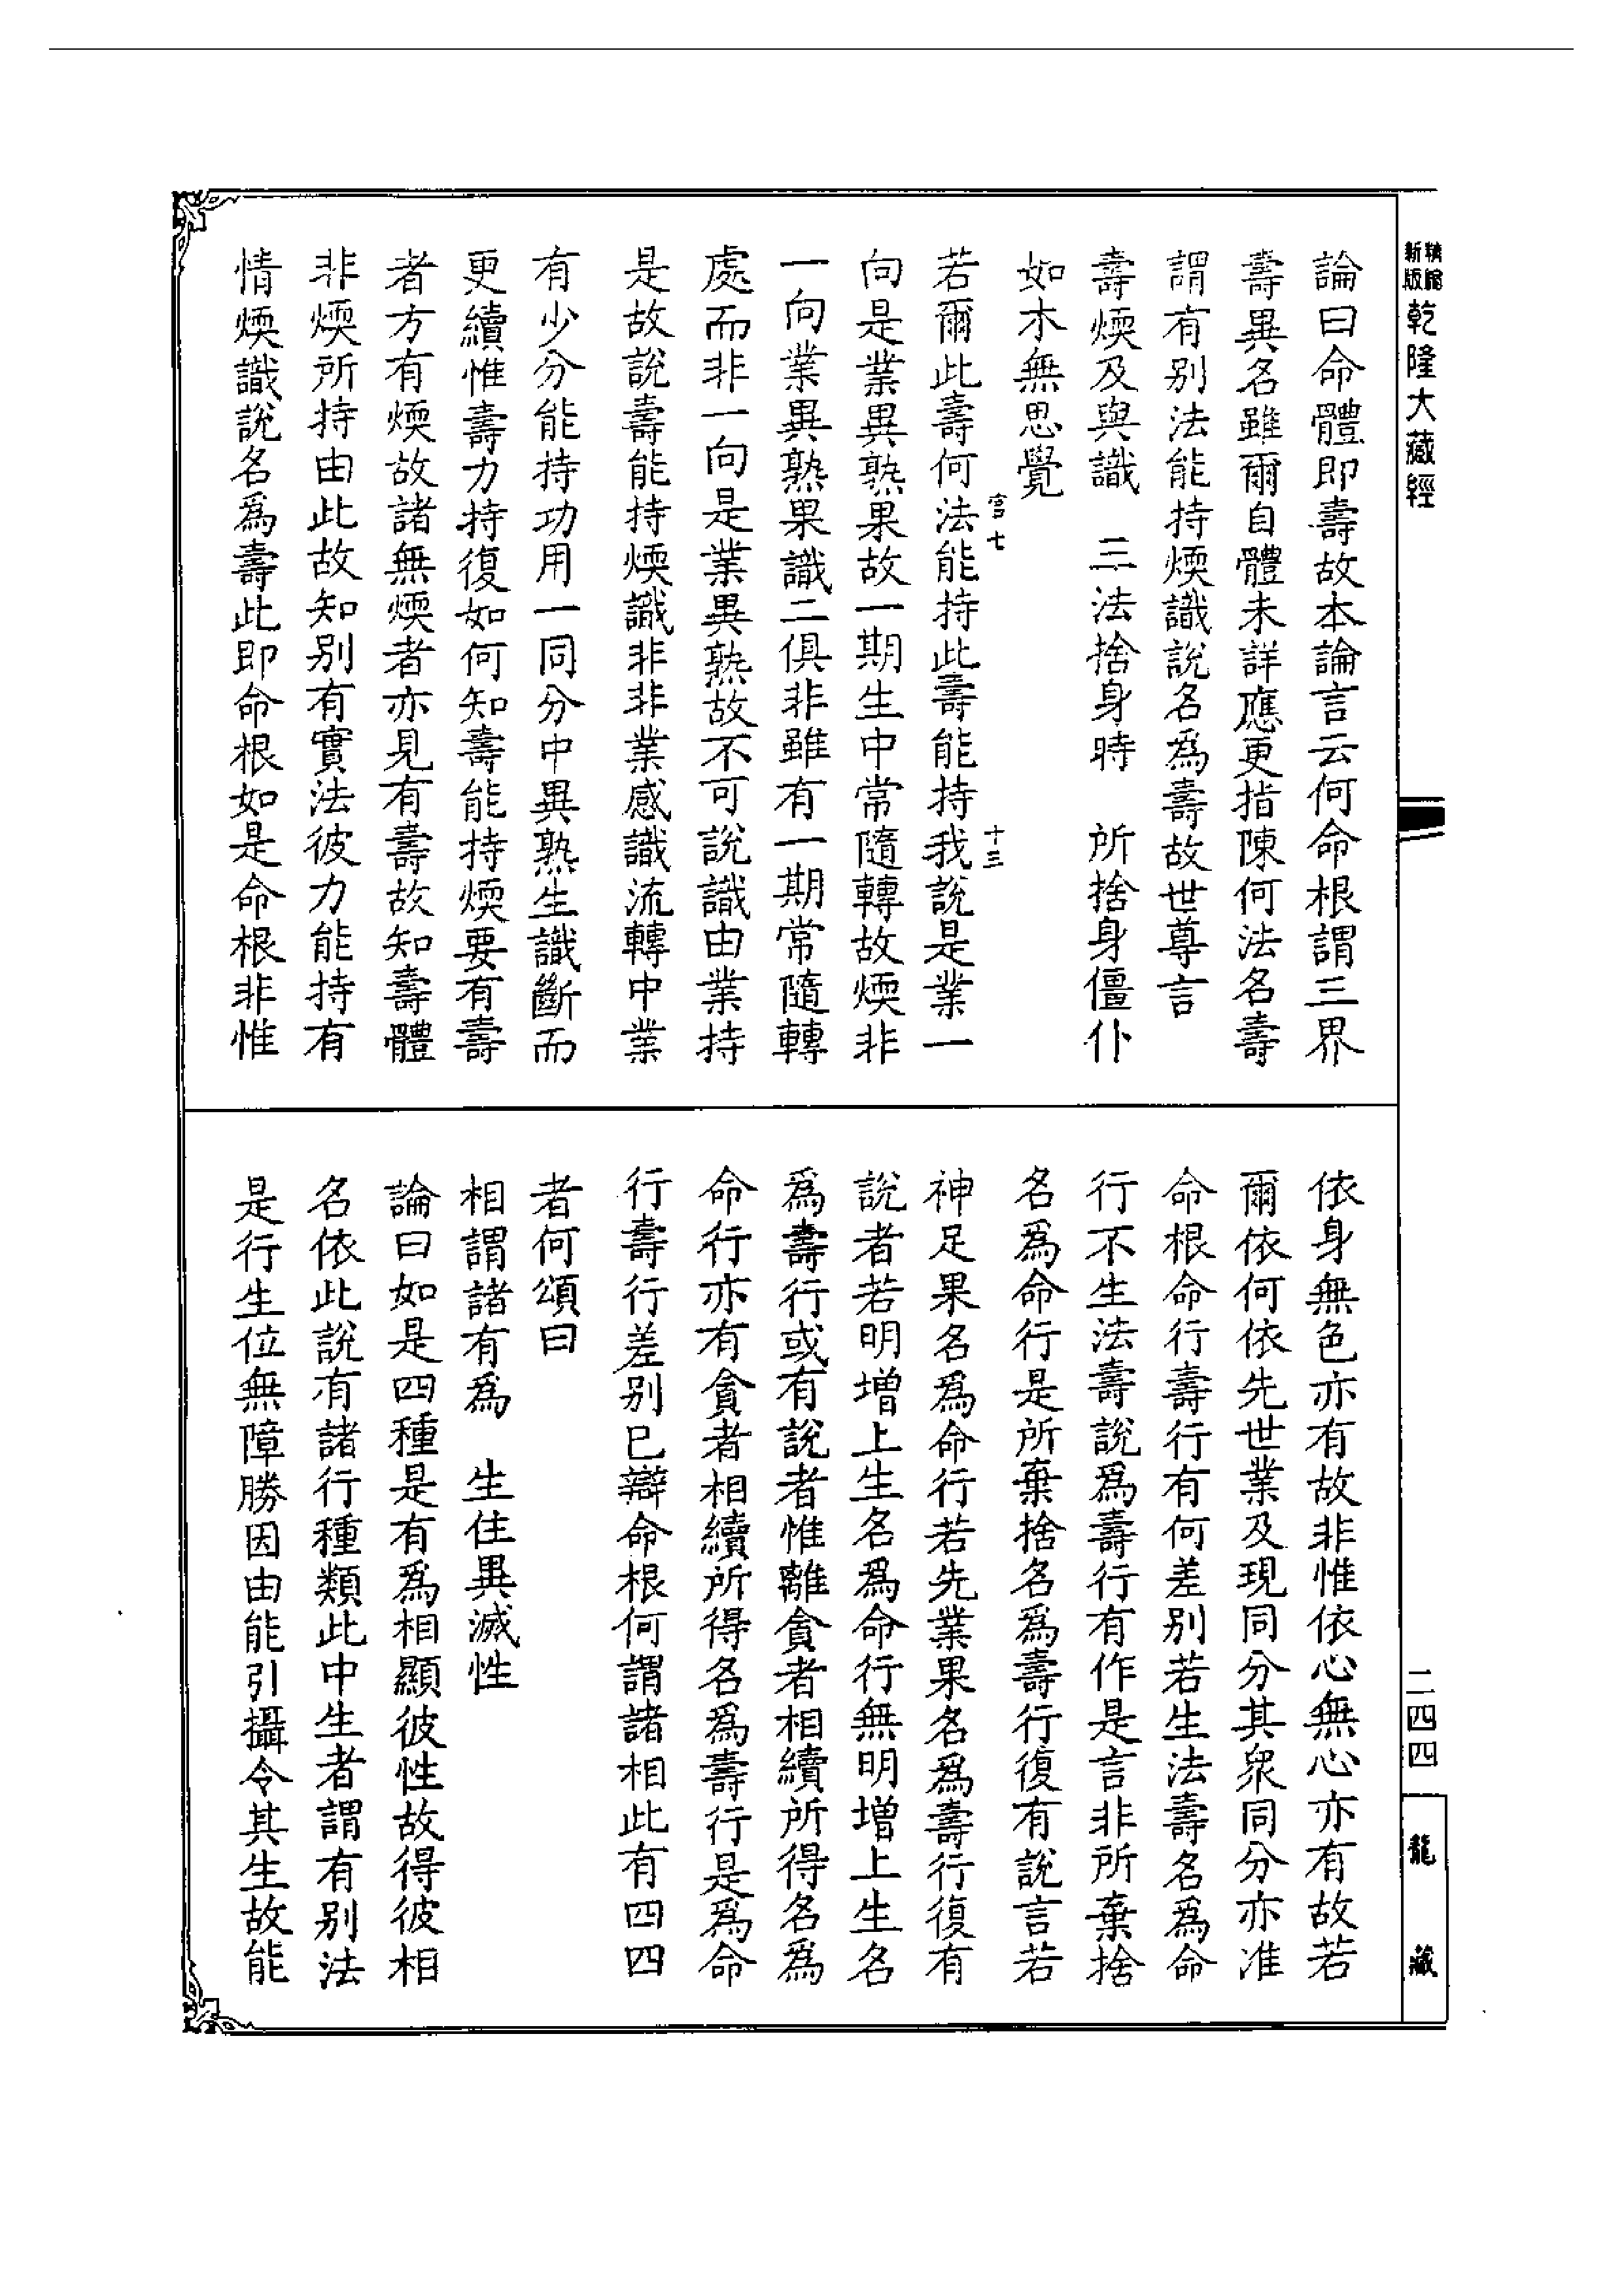 精縮新版乾隆大藏經
論曰命體即壽故本論言云何命根謂三界
壽異名雖爾自體未詳應更指陳何法名壽
謂有别法能持煗識說名爲壽故世尊言
壽煗及與識　三法捨身時　所捨身僵仆
如木無思覺
宫七　十三
若爾此壽何法能持此壽能持我說是業一
向是業異熟果故一期生中常隨轉故煗非
一向業異熟果識二俱非雖有一期常隨轉
處而非一向是業異熟故不可說識由業持
是故說壽能持煗識非非業感識流轉中業
有少分能持功用一同分中異熟生識斷而
更續惟壽力持復如何知壽能持煗要有壽
者方有煗故諸無煗者亦見有壽故知壽體
非煗所持由此故知别有實法彼力能持有
情煗識說名爲壽此即命根如是命根非惟
依身無色亦有故非惟依心無心亦有故若
爾依何依先世業及現同分其衆同分亦准
命根命行壽行有何差别若生法壽名爲命
行不生法壽說爲壽行有作是言非所棄捨
名爲命行是所棄捨名爲壽行復有說言若
神足果名爲命行若先業果名爲壽行復有
說者若明增上生名爲命行無明增上生名
爲壽行或有說者惟離貪者相續所得名爲
命行亦有貪者相續所得名爲壽行是爲命
行壽行差别已辯命根何謂諸相此有四四
者何頌曰
相謂諸有爲　生住異滅性
論曰如是四種是有爲相顯彼性故得彼相
名依此說有諸行種類此中生者謂有别法
是行生位無障勝因由能引攝令其生故能
二四四
龍藏